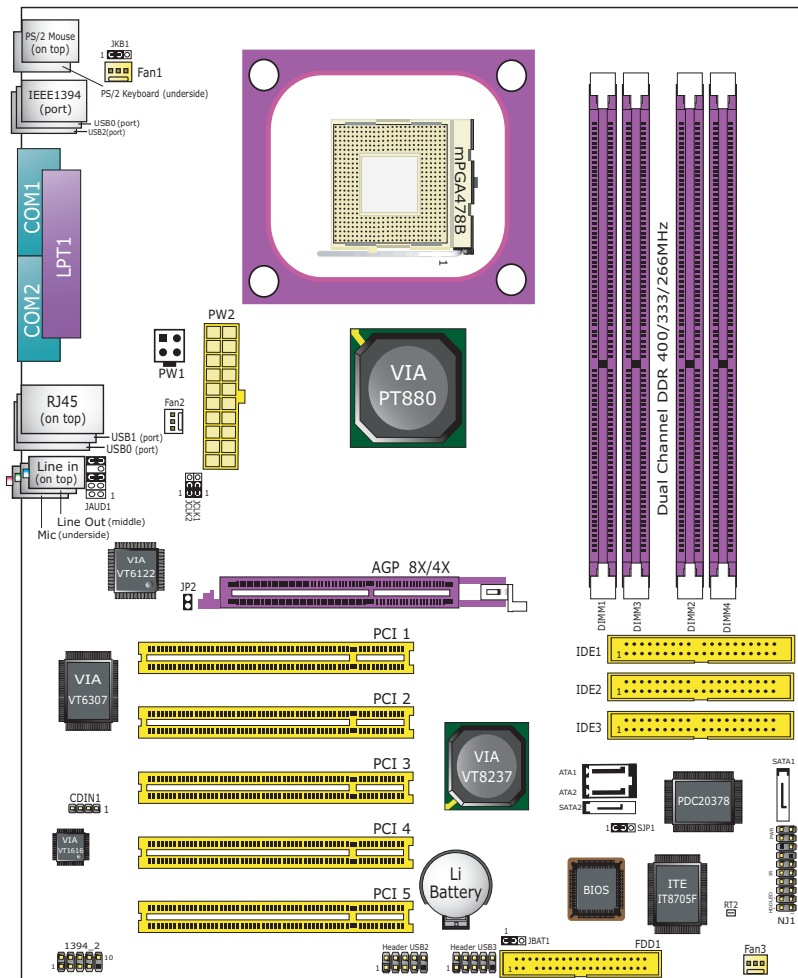 PS/2 Mouse
(on top)
JKB1
1
Fan1
PS/2 Keyboard (underside)
IEEE1394
(port)
USB0 (port)
USB2(port)
COM1
LPT1
COM2
mPGA478B
1
PW2
PW1
VIA
PT880
Dual Channel DDR 400/333/266MHz
RJ45
(on top)
Fan2
USB1 (port)
USB0 (port)
Line in
(on top)
JAUD1
1
Line Out (middle)
Mic(underside)
1
1
JCLK2
JCLK1
VIA
VT6122
JP2
AGP 8X/4X
DIMM1
DIMM3
DIMM2
DIMM4
PCI 1
IDE1
1
VIA
VT6307
IDE2
1
PCI 2
IDE3
1
VIA
VT8237
PCI 3
ATA1
ATA2
SATA2
PDC20378
SATA1
CDIN1
1
1
SJP1
PWR
IR
HDDLED
NJ1
VIA
VT1616
PCI 4
Li
Battery
BIOS
ITE
IT8705F
RT2
PCI 5
1394_2
10
1
Header USB2
1
Header USB3
1
1
JBAT1
FDD1
1
Fan3